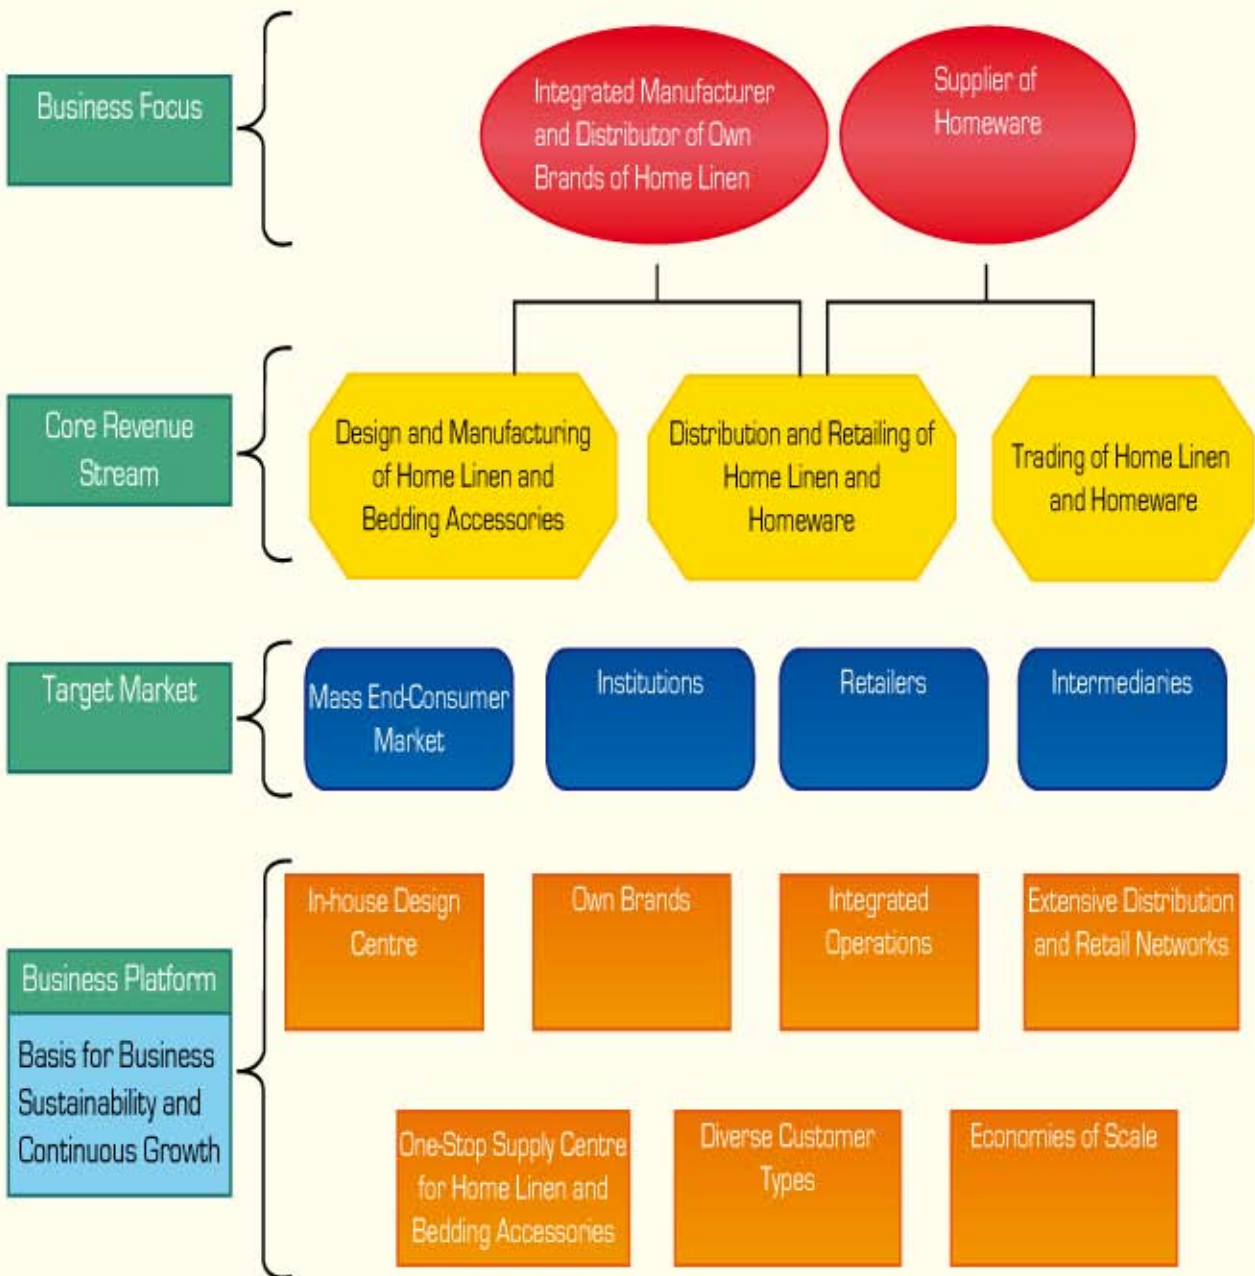 Business Focus
Integrated Manufacturer
and Distributor of Own
Brands of Home Linen
Supplier of
Homeware
Core Revenue
Stream
Design and Manufacturing
of Home Linen and
Bedding Accessories
Distribution and Retailing of
Home Linen and
Homeware
Trading of Home Linen
and Homeware
Target Market
Mass End-Consumer
Market
Institutions
Retailers
Intermediaries
Business Platform
Basis for Business
Sustainability and
Continuous Growth
In-house Design
Centre
Own Brands
Integrated
Operations
Extensive Distribution
and Retail Networks
One-Stop Supply Centre
for Home Linen and
Bedding Accessories
Diverse Customer
Types
Economies of Scale